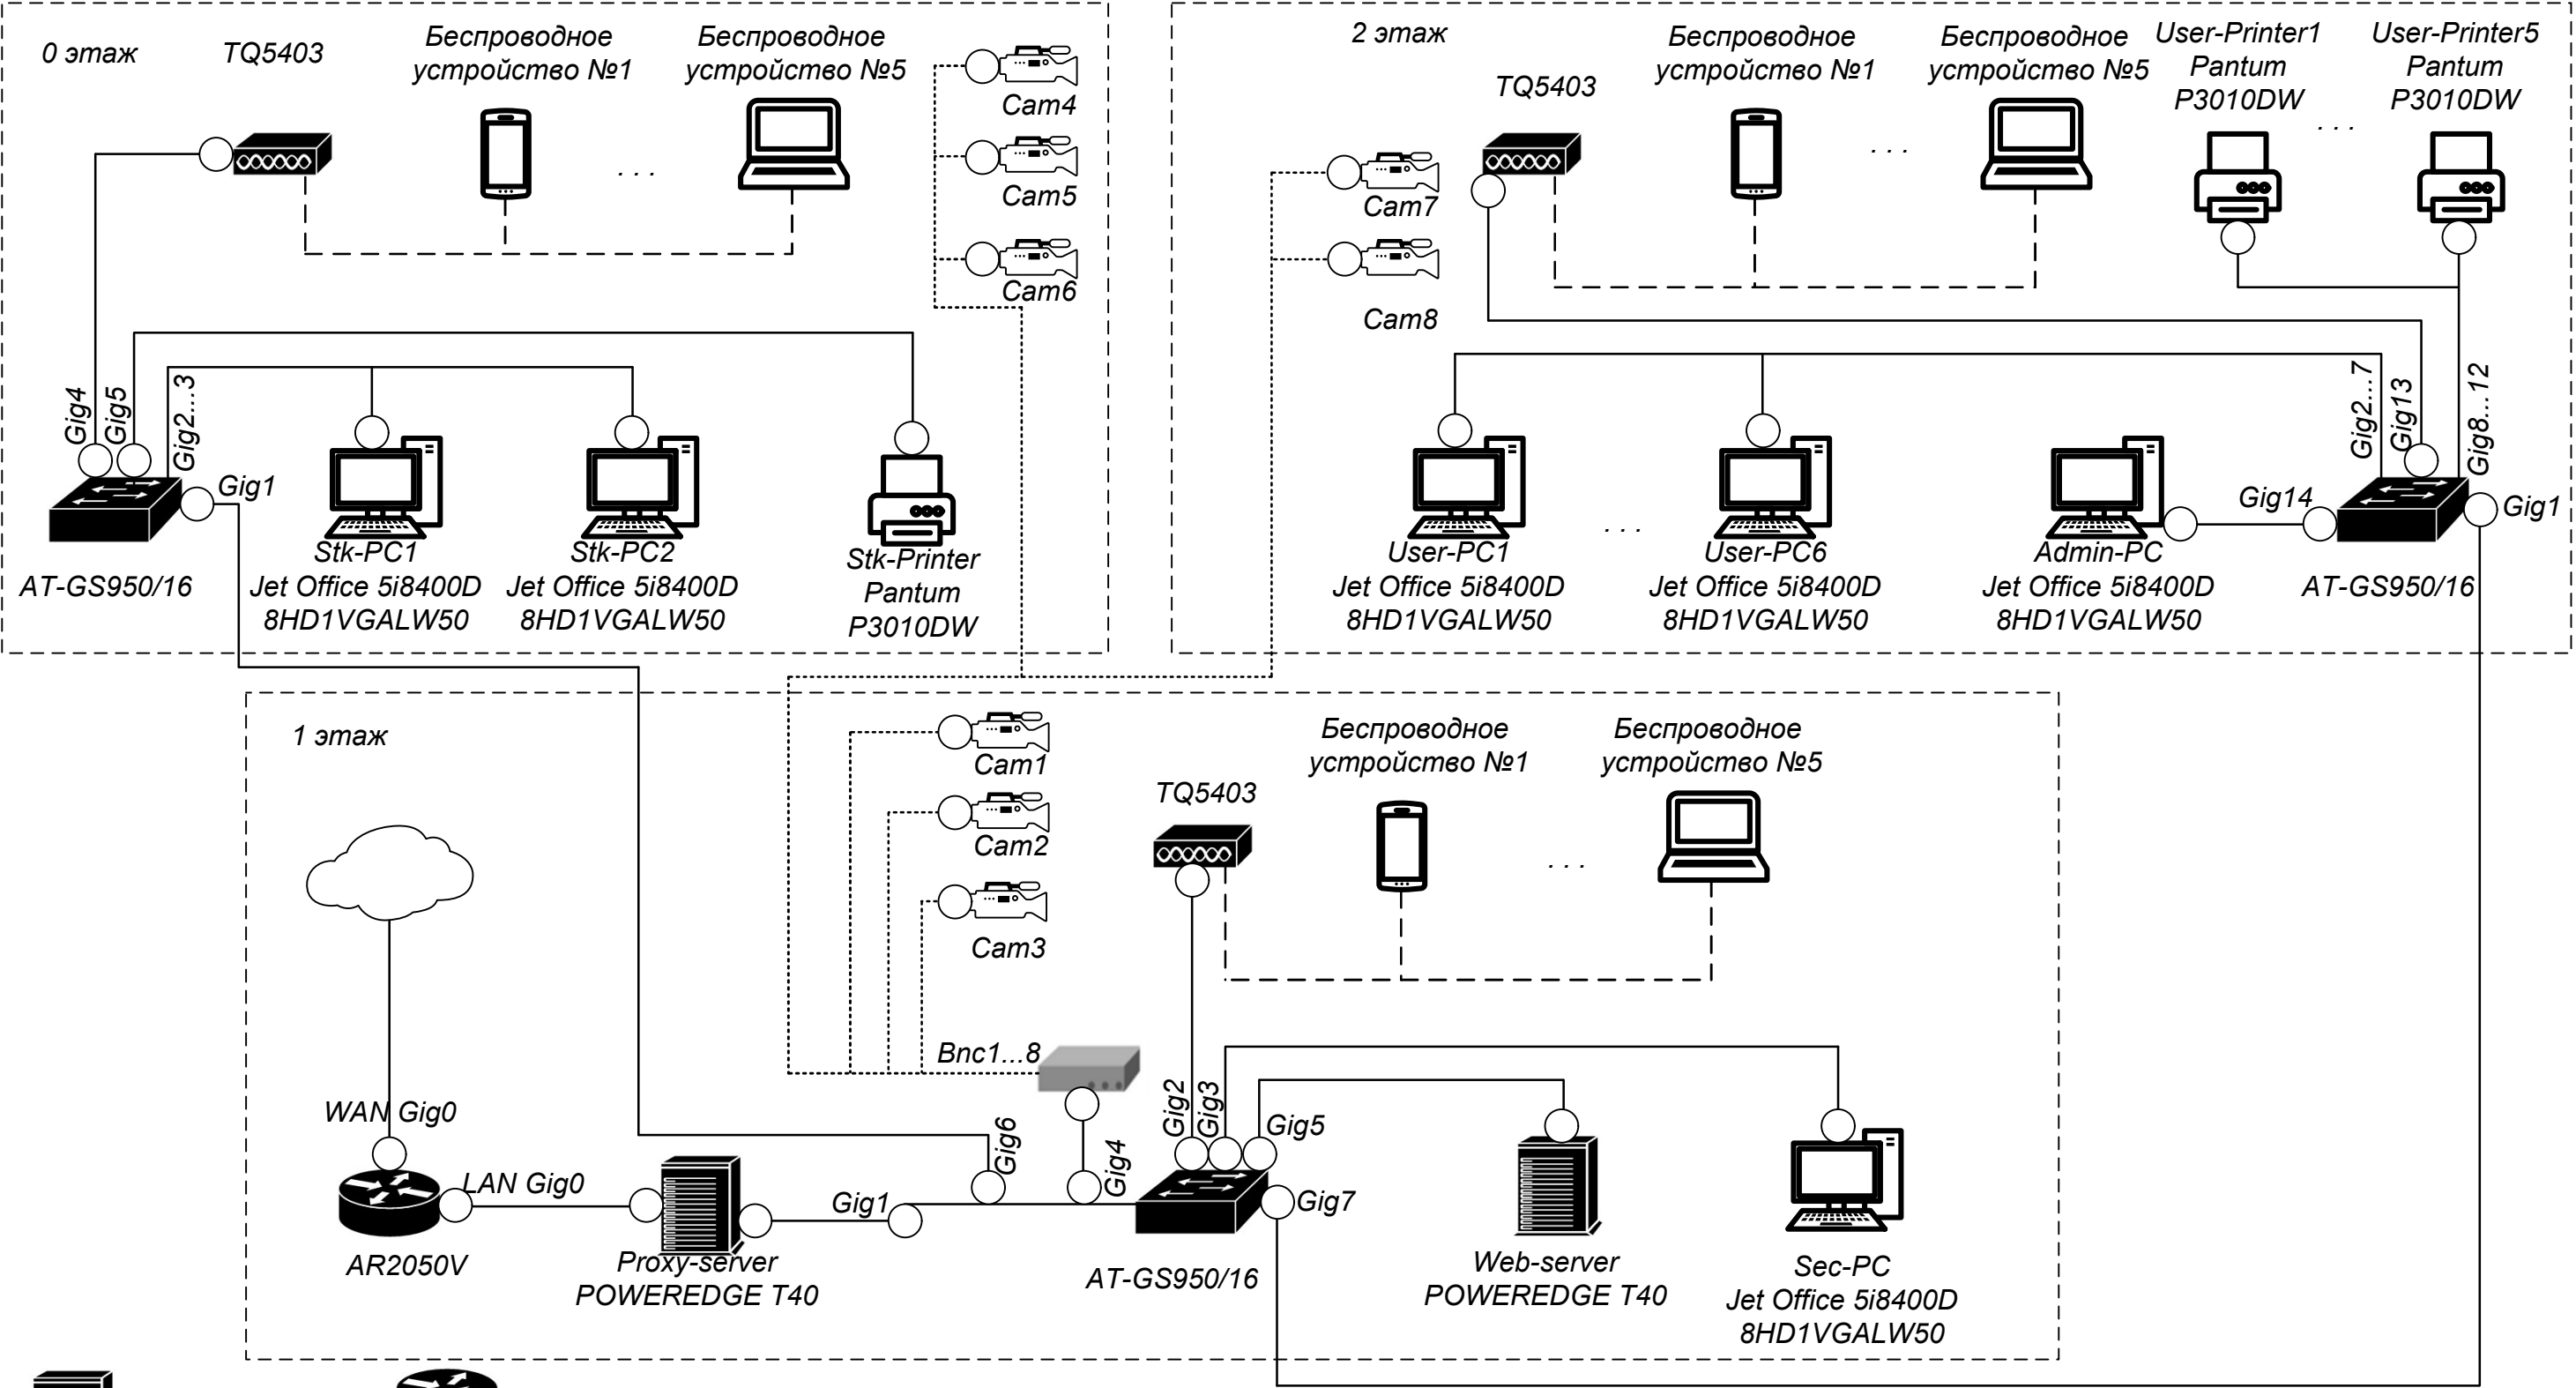 0 этаж
TQ5403
Беспроводное
устройство №1
Беспроводное
устройство №5
. . .
Cam4
Cam5
Cam6
Gig4
Gig5
Gig2...3
Gig1
AT-GS950/16
Stk-PC1
Jet Office 5i8400D
8HD1VGALW50
Stk-PC2
Jet Office 5i8400D
8HD1VGALW50
Stk-Printer
Pantum
P3010DW
2 этаж
TQ5403
Беспроводное
устройство №1
. . .
Беспроводное
устройство №5
User-Printer1
Pantum
P3010DW
. . .
User-Printer5
Pantum
P3010DW
Cam7
Cam8
Gig2...7
Gig13
Gig8...12
Gig14
Gig1
User-PC1
Jet Office 5i8400D
8HD1VGALW50
. . .
User-PC6
Jet Office 5i8400D
8HD1VGALW50
Admin-PC
Jet Office 5i8400D
8HD1VGALW50
AT-GS950/16
1 этаж
Cam1
Cam2
Cam3
TQ5403
Беспроводное
устройство №1
. . .
Беспроводное
устройство №5
Bnc1...8
WAN Gig0
LAN Gig0
AR2050V
Proxy-server
POWEREDGE T40
Gig1
Gig6
Gig4
Gig2
Gig3
Gig5
Gig7
AT-GS950/16
Web-server
POWEREDGE T40
Sec-PC
Jet Office 5i8400D
8HD1VGALW50